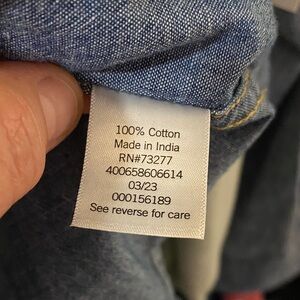 100% Cotton
Made in India
RN#73277
400658606614
03/23
000156189
See reverse for care